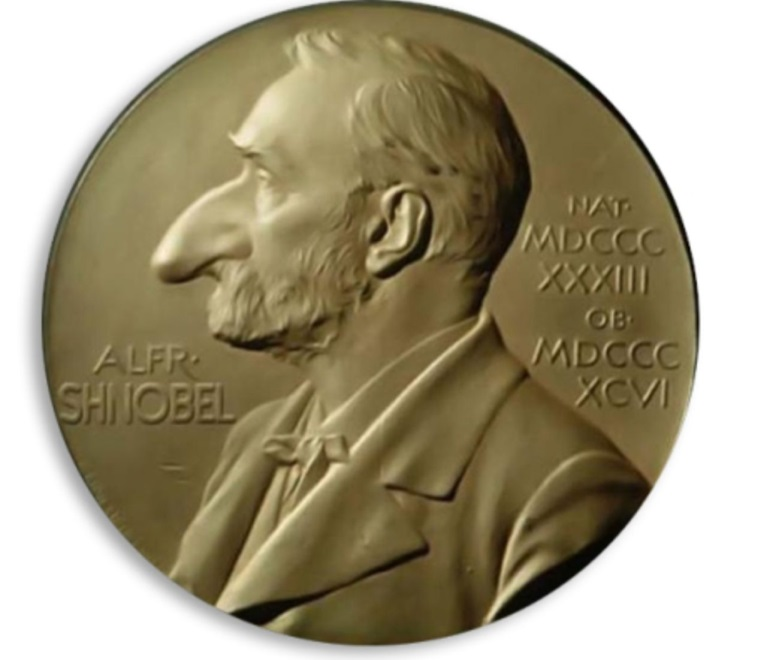 ALFR·
SHNOBEL
NAT·
MDCCC
XXXIII
OB·
MDCCC
XCVI